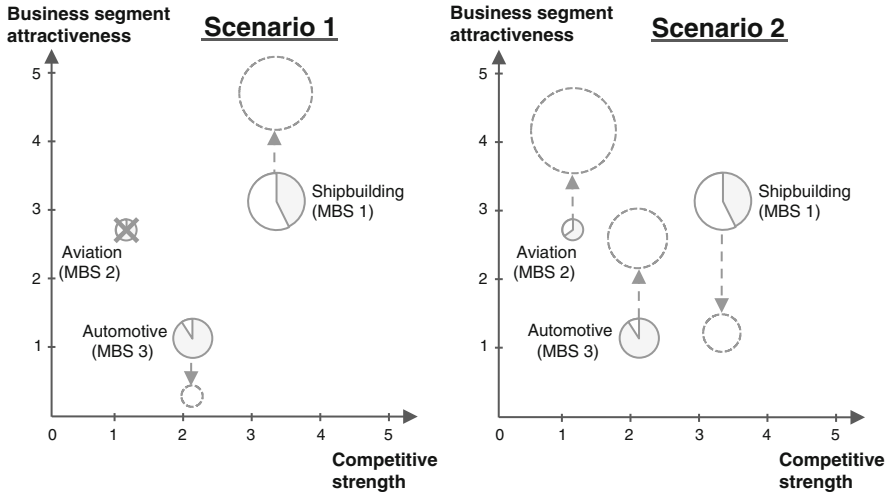 Business segment
attractiveness
Scenario 1
5
4
3
2
1
0
1
2
3
4
5
Shipbuilding
(MBS 1)
Aviation
(MBS 2)
Automotive
(MBS 3)
Competitive
strength
Business segment
attractiveness
Scenario 2
5
4
3
2
1
0
1
2
3
4
5
Shipbuilding
(MBS 1)
Aviation
(MBS 2)
Automotive
(MBS 3)
Competitive
strength